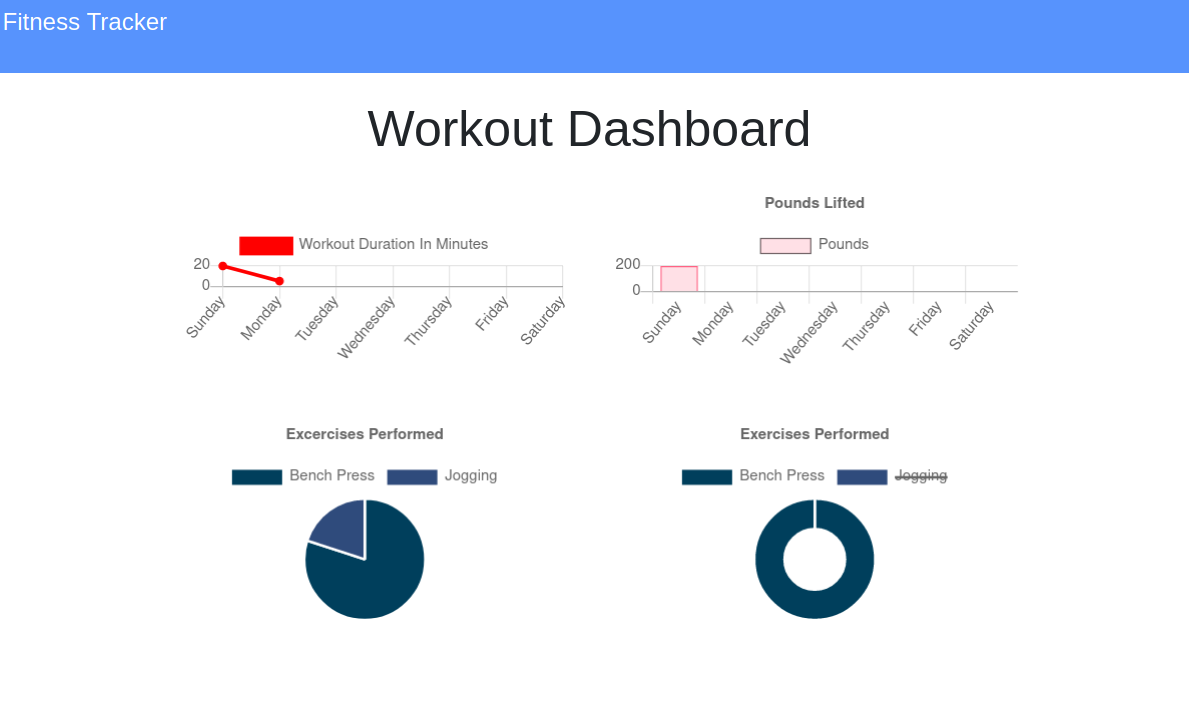 Fitness Tracker
Workout Dashboard
Workout Duration In Minutes
20
0
Sunday Monday Tuesday Wednesday Thursday Friday Saturday
Pounds Lifted
Pounds
200
0
Sunday Monday Tuesday Wednesday Thursday Friday Saturday
Excercises Performed
Bench Press Jogging
Exercises Performed
Bench Press Jogging